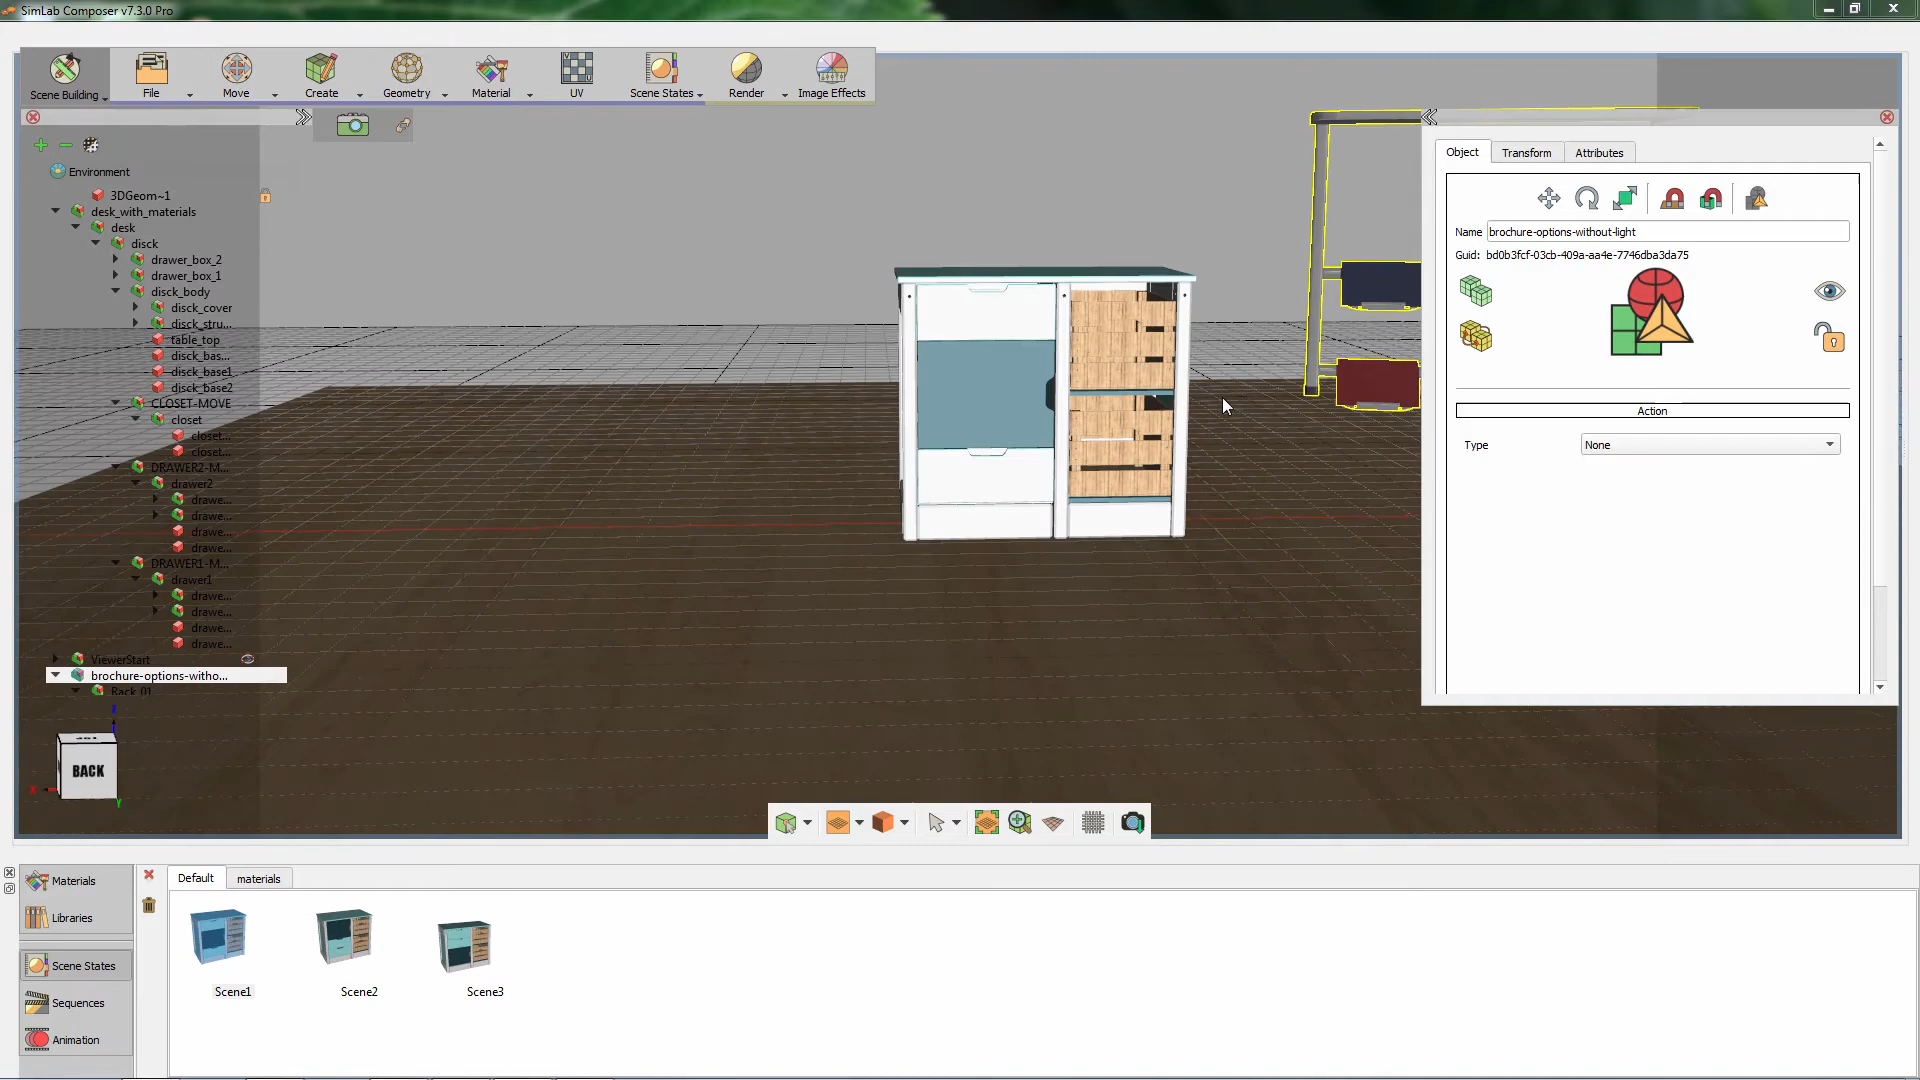 SimLab Composer v7.3.0 Pro
Scene Building
File
Move
Create
Geometry
Material
UV
Scene States
Render
Image Effects
Environment
3DGeom~1
desk_with_materials
desk
disck
drawer_box_2
drawer_box_1
disck_body
disck_cover
disck_stru...
table_top
disck_bas...
disck_base1
disck_base2
CLOSET-MOVE
closet
closet...
closet...
DRAWER2-M...
drawer2
drawe...
drawe...
drawe...
drawe...
DRAWER1-M...
drawer1
drawe...
drawe...
drawe...
drawe...
ViewerStart
brochure-options-witho...
Rack_01
Object
Transform
Attributes
Name brochure-options-without-light
Guid: bd0b3fcf-03cb-409a-aa4e-7746dba3da75
Action
Type None
BACK
Z
X
Y
Materials
Libraries
Scene States
Sequences
Animation
Default
materials
Scene1
Scene2
Scene3